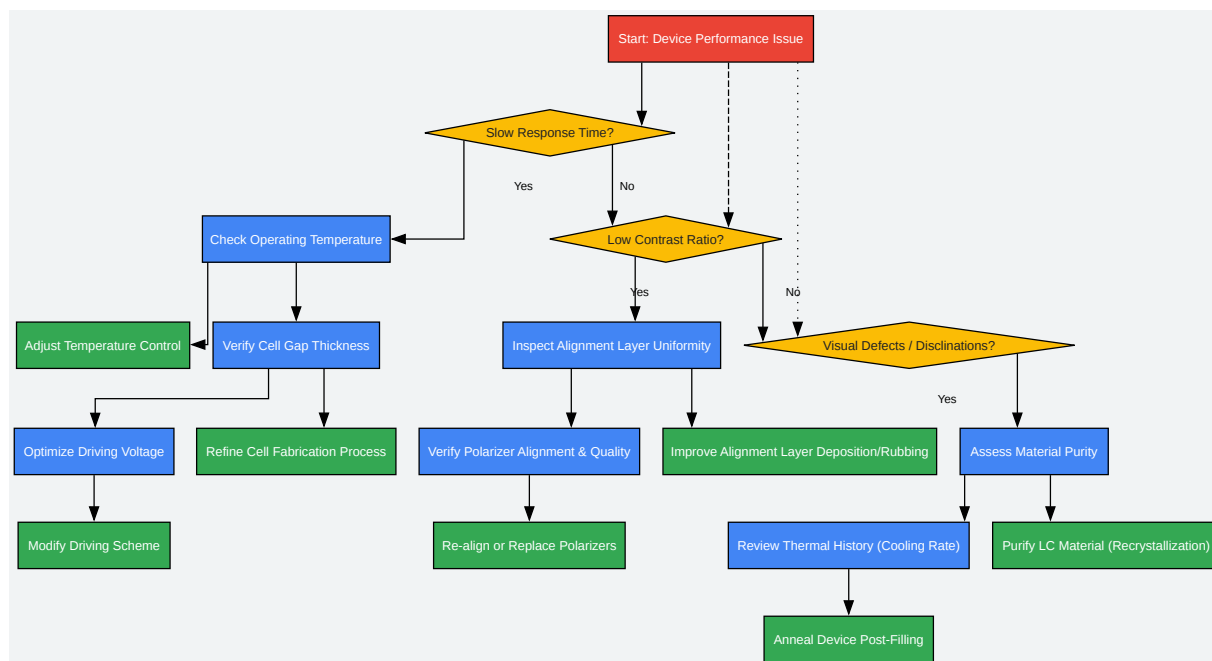 Start: Device Performance Issue
Slow Response Time?
Yes
No
Check Operating Temperature
Low Contrast Ratio?
Yes
No
Adjust Temperature Control
Verify Cell Gap Thickness
Inspect Alignment Layer Uniformity
Visual Defects / Disclinations?
Yes
Optimize Driving Voltage
Refine Cell Fabrication Process
Verify Polarizer Alignment & Quality
Improve Alignment Layer Deposition/Rubbing
Assess Material Purity
Modify Driving Scheme
Re-align or Replace Polarizers
Review Thermal History (Cooling Rate)
Purify LC Material (Recrystallization)
Anneal Device Post-Filling